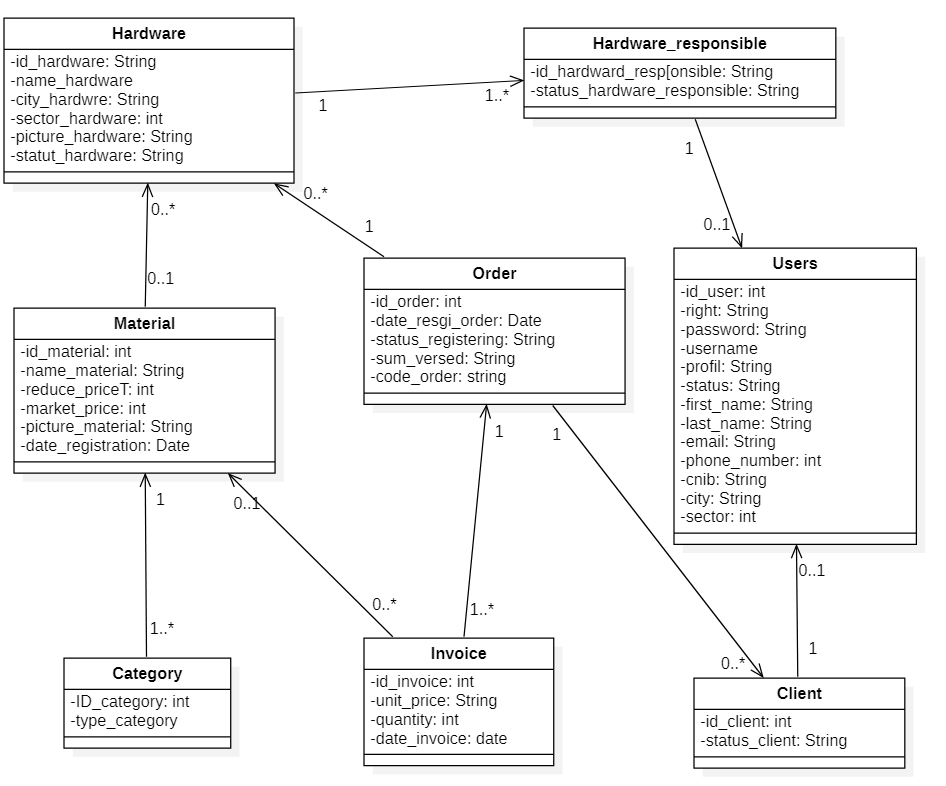 Hardware
-id_hardware: String
-name_hardware
-city_hardwre: String
-sector_hardware: int
-picture_hardware: String
-statut_hardware: String
Hardware_responsible
-id_hardward_resp[onsible: String
-status_hardware_responsible: String
1
1..*
1
0..1
0..*
1
0..*
0..1
Order
-id_order: int
-date_resgi_order: Date
-status_registering: String
-sum_versed: String
-code_order: string
Users
-id_user: int
-right: String
-password: String
-username
-profil: String
-status: String
-first_name: String
-last_name: String
-email: String
-phone_number: int
-cnib: String
-city: String
-sector: int
Material
-id_material: int
-name_material: String
-reduce_priceT: int
-market_price: int
-picture_material: String
-date_registration: Date
1
1..*
0..1
0..*
1
1..*
1
0..*
0..1
1
Category
-ID_category: int
-type_category
Invoice
-id_invoice: int
-unit_price: String
-quantity: int
-date_invoice: date
Client
-id_client: int
-status_client: String